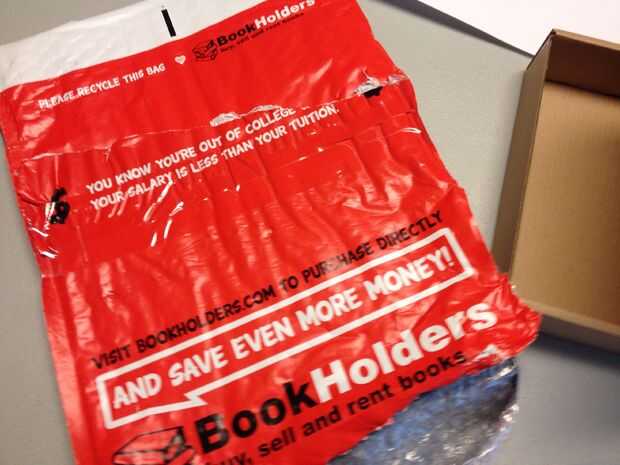 BookHolders
buy, sell and rent books
PLEASE RECYCLE THIS BAG
YOU KNOW YOU'RE OUT OF COLLEGE
YOUR SALARY IS LESS THAN YOUR TUITION.
VISIT BOOKHOLDERS.COM TO PURCHASE DIRECTLY
AND SAVE EVEN MORE MONEY!
BookHolders
buy, sell and rent books